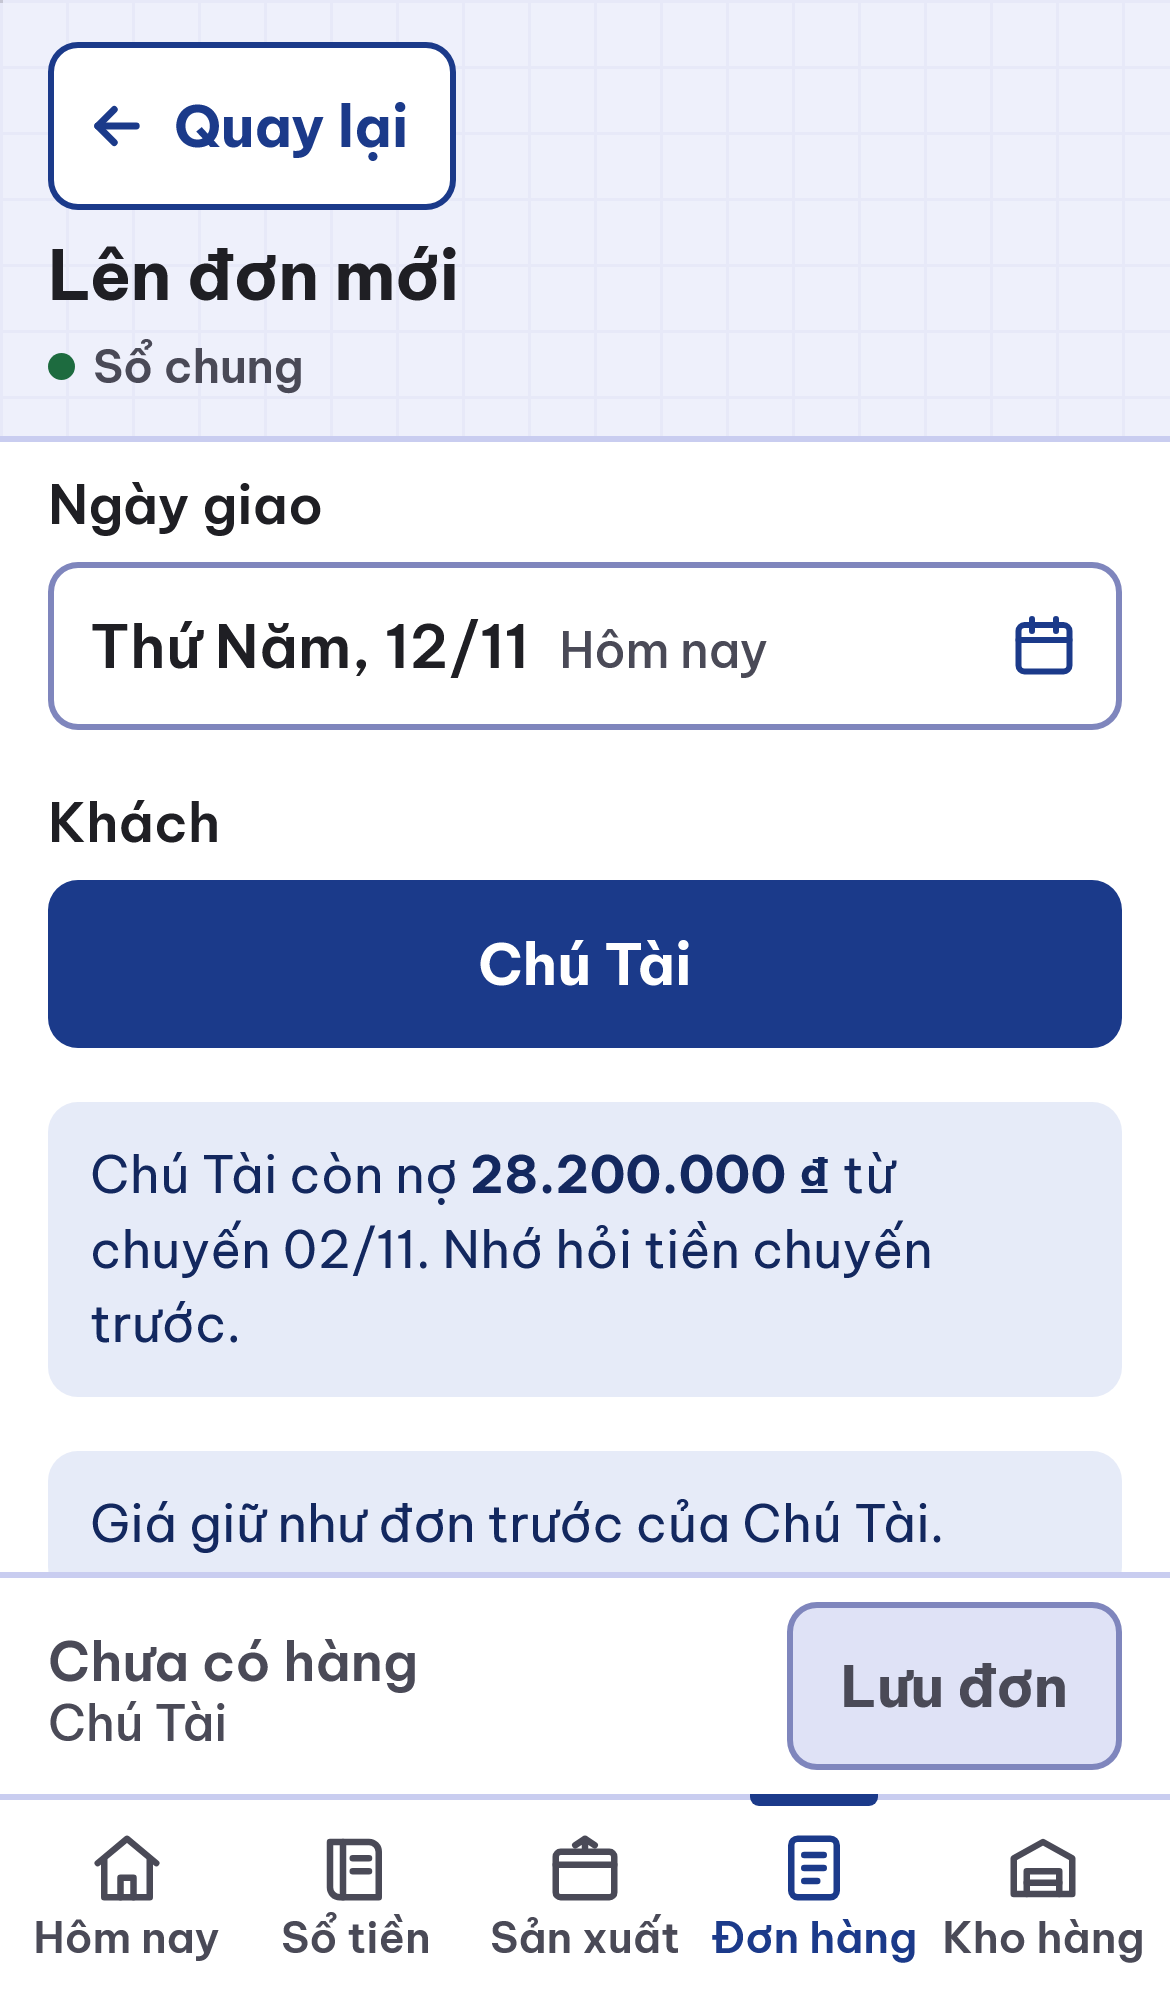 Quay lại
Lên đơn mới
Sổ chung
Ngày giao
Thứ Năm, 12/11 Hôm nay
Khách
Chú Tài
Chú Tài còn nợ 28.200.000 ₫ từ
chuyến 02/11. Nhớ hỏi tiền chuyến
trước.
Giá giữ như đơn trước của Chú Tài.
Chưa có hàng
Chú Tài
Lưu đơn
Hôm nay
Sổ tiền
Sản xuất
Đơn hàng
Kho hàng